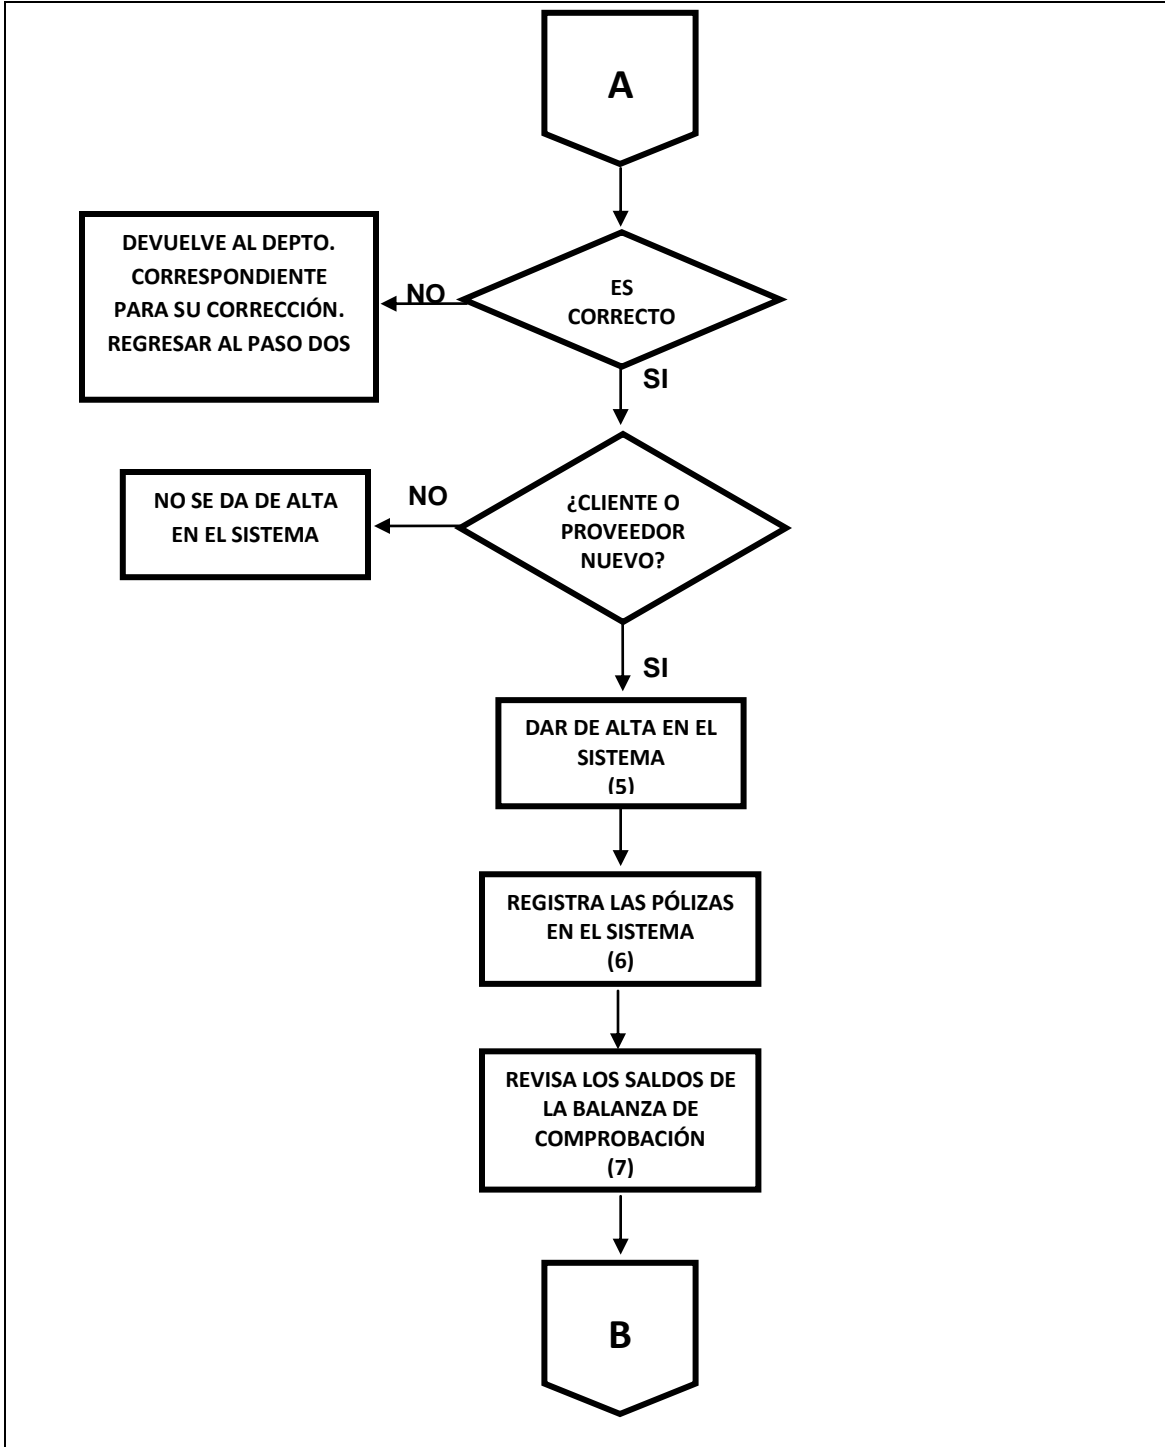 A
DEVUELVE AL DEPTO.
CORRESPONDIENTE
PARA SU CORRECCIÓN.
REGRESAR AL PASO DOS
NO
ES
CORRECTO
SI
NO SE DA DE ALTA
EN EL SISTEMA
NO
¿CLIENTE O
PROVEEDOR
NUEVO?
SI
DAR DE ALTA EN EL
SISTEMA
(5)
REGISTRA LAS PÓLIZAS
EN EL SISTEMA
(6)
REVISA LOS SALDOS DE
LA BALANZA DE
COMPROBACIÓN
(7)
B